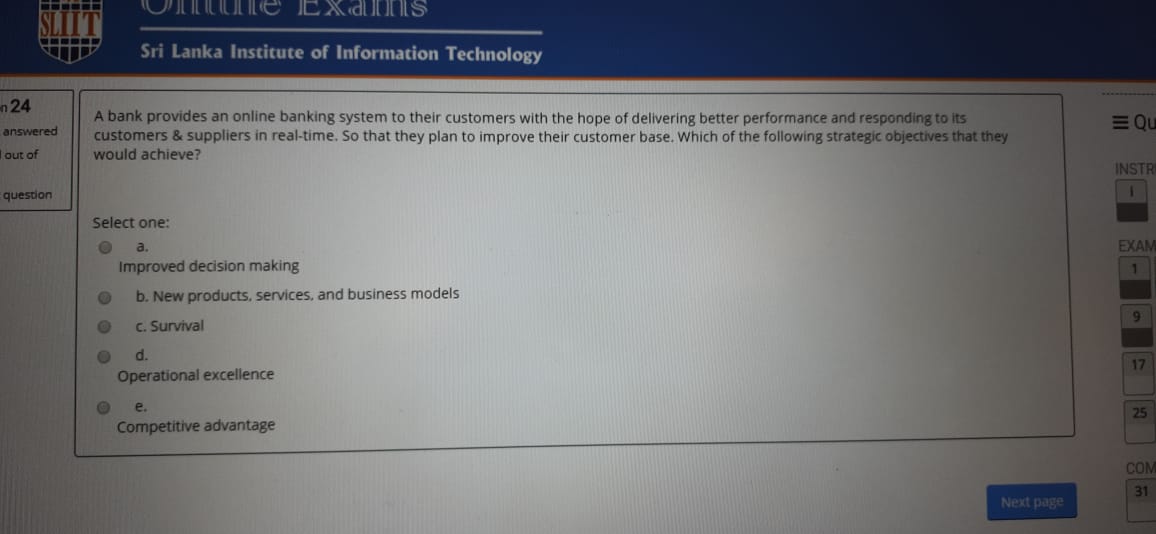 SLIIT
Online Exams
Sri Lanka Institute of Information Technology
n 24
answered
out of
question
A bank provides an online banking system to their customers with the hope of delivering better performance and responding to its
customers & suppliers in real-time. So that they plan to improve their customer base. Which of the following strategic objectives that they
would achieve?
Select one:
a.
Improved decision making
b. New products, services, and business models
c. Survival
d.
Operational excellence
e.
Competitive advantage
Next page
Qu
INSTR
i
EXAM
1
9
17
25
COM
31